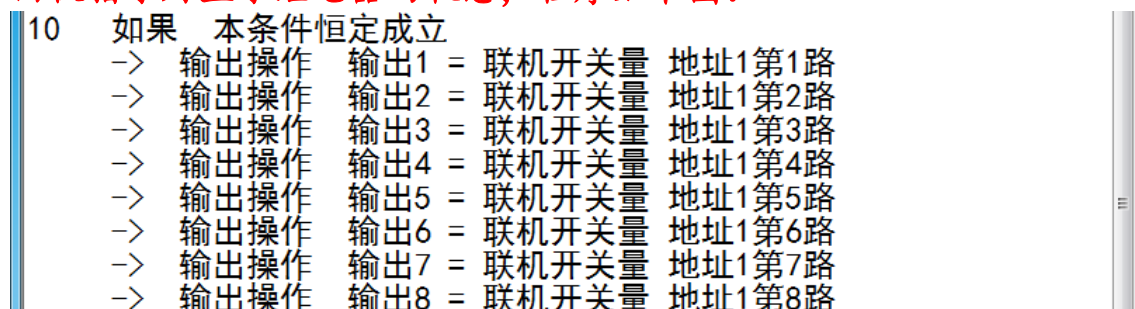 10 如果 本条件恒定成立
-> 输出操作 输出1 = 联机开关量 地址1第1路
-> 输出操作 输出2 = 联机开关量 地址1第2路
-> 输出操作 输出3 = 联机开关量 地址1第3路
-> 输出操作 输出4 = 联机开关量 地址1第4路
-> 输出操作 输出5 = 联机开关量 地址1第5路
-> 输出操作 输出6 = 联机开关量 地址1第6路
-> 输出操作 输出7 = 联机开关量 地址1第7路
-> 输出操作 输出8 = 联机开关量 地址1第8路